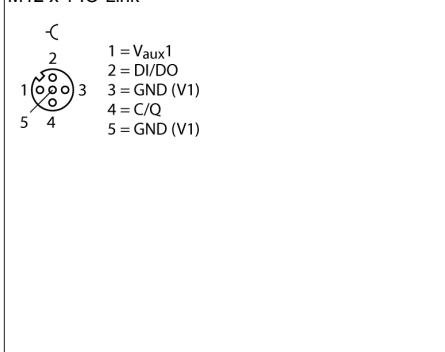 M12 x 1 IO-Link
2
1 3
5 4
1 = Vaux1
2 = DI/DO
3 = GND (V1)
4 = C/Q
5 = GND (V1)